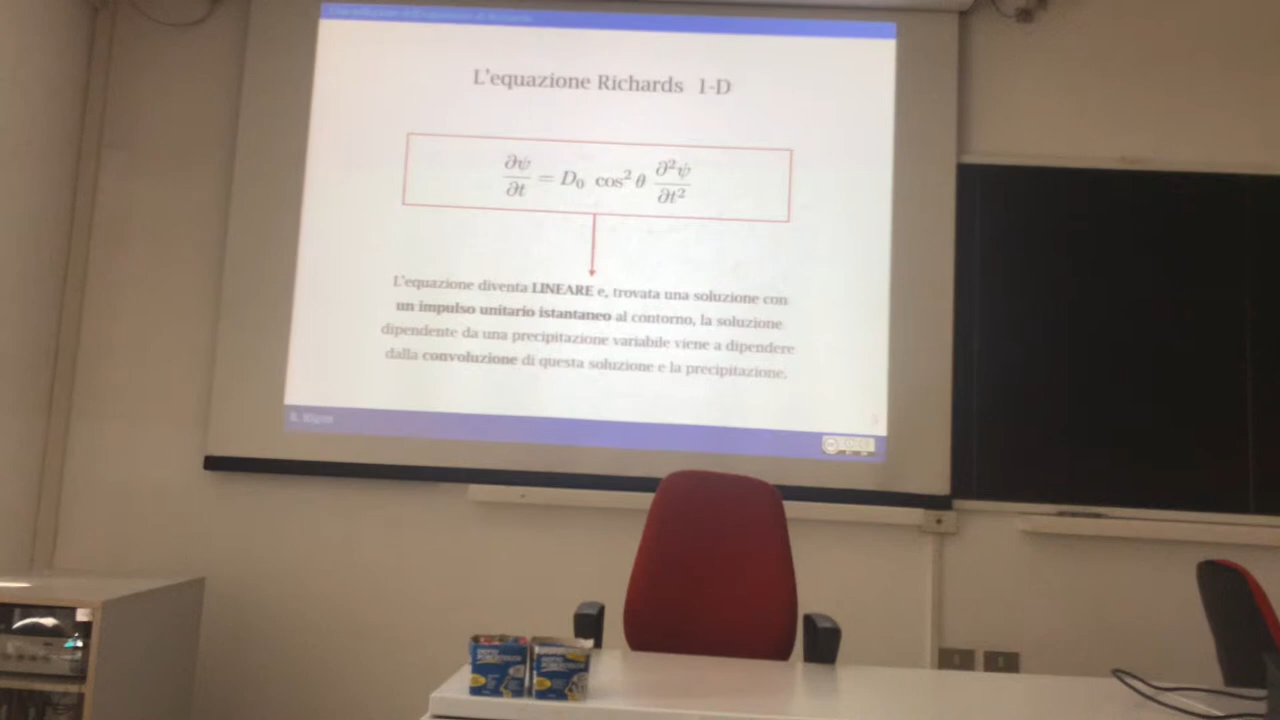 L'equazione Richards 1-D
∂ψ/∂t = D₀ cos² θ ∂²ψ/∂t²
L'equazione diventa LINEARE e, trovata una soluzione con
un impulso unitario istantaneo al contorno, la soluzione
dipendente da una precipitazione variabile viene a dipendere
dalla convoluzione di questa soluzione e la precipitazione.
R. Rigon